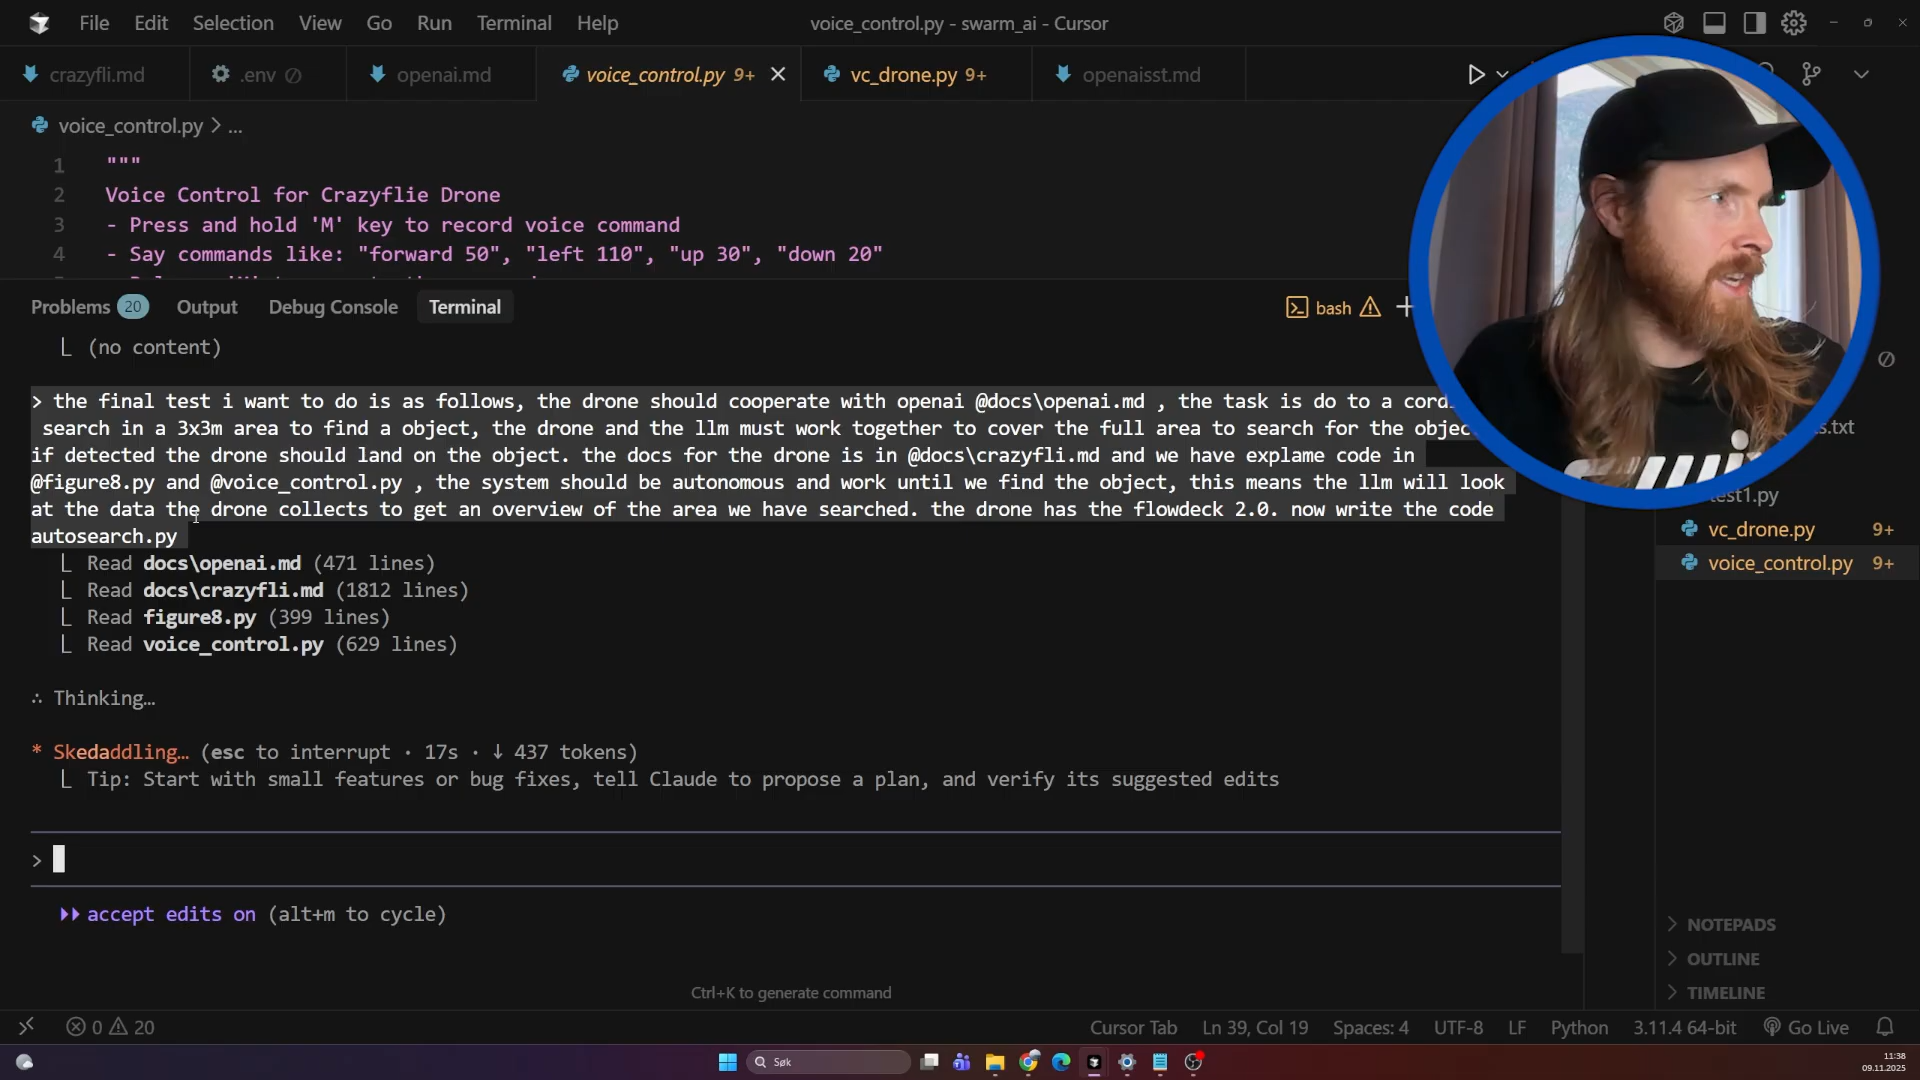 File Edit Selection View Go Run Terminal Help
voice_control.py - swarm_ai - Cursor
crazyfli.md
.env
openai.md
voice_control.py 9+
vc_drone.py 9+
openaisst.md
voice_control.py > ...
1 """
2 Voice Control for Crazyflie Drone
3 - Press and hold 'M' key to record voice command
4 - Say commands like: "forward 50", "left 110", "up 30", "down 20"
Problems 20 Output Debug Console Terminal
bash
(no content)
> the final test i want to do is as follows, the drone should cooperate with openai @docs\openai.md , the task is do to a
search in a 3x3m area to find a object, the drone and the llm must work together to cover the full area to search for the
if detected the drone should land on the object. the docs for the drone is in @docs\crazyfli.md and we have explame code in
@figure8.py and @voice_control.py , the system should be autonomous and work until we find the object, this means the llm will look
at the data the drone collects to get an overview of the area we have searched. the drone has the flowdeck 2.0. now write the code
autosearch.py
Read docs\openai.md (471 lines)
Read docs\crazyfli.md (1812 lines)
Read figure8.py (399 lines)
Read voice_control.py (629 lines)
Thinking…
* Skedaddling… (esc to interrupt · 17s · ↓ 437 tokens)
Tip: Start with small features or bug fixes, tell Claude to propose a plan, and verify its suggested edits
>
accept edits on (alt+m to cycle)
Ctrl+K to generate command
test1.py
vc_drone.py 9+
voice_control.py 9+
NOTEPADS
OUTLINE
TIMELINE
0 20
Cursor Tab Ln 39, Col 19 Spaces: 4 UTF-8 LF Python 3.11.4 64-bit Go Live
Søk
11:38
09.11.2025